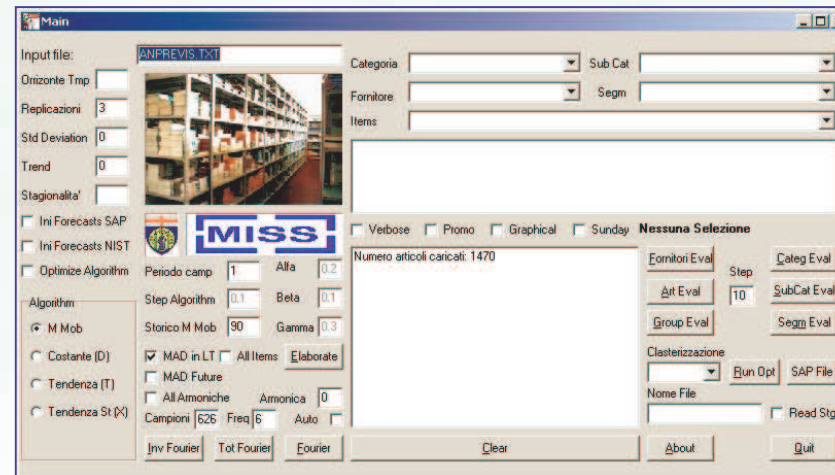 Main
Input file:
ANPREVIS.TXT
Orrizonte Tmp
Replicazioni 3
Std Deviation 0
Trend 0
Stagionalita'
Ini Forecasts SAP
Ini Forecasts NIST
Optimize Algorithm
Algorithm
M Mob
Costante (D)
Tendenza (T)
Tendenza St (X)
MISS
Periodo camp 1
Alfa 0.2
Step Algorithm 0.1
Beta 0.1
Storico M Mob 90
Gamma 0.3
MAD in LT
All Items
Elaborate
MAD Future
All Armoniche
Armonica 0
Campioni 626 Freq 6
Auto
Inv Fourier
Tot Fourier
Fourier
Categoria
Sub Cat
Fornitore
Segm
Items
Verbose
Promo
Graphical
Sunday
Nessuna Selezione
Numero articoli caricati: 1470
Fornitori Eval
Categ Eval
Step
Art Eval
10
SubCat Eval
Group Eval
Segm Eval
Clasterizzazione
Run Opt
SAP File
Nome File
Read Stg
Clear
About
Quit